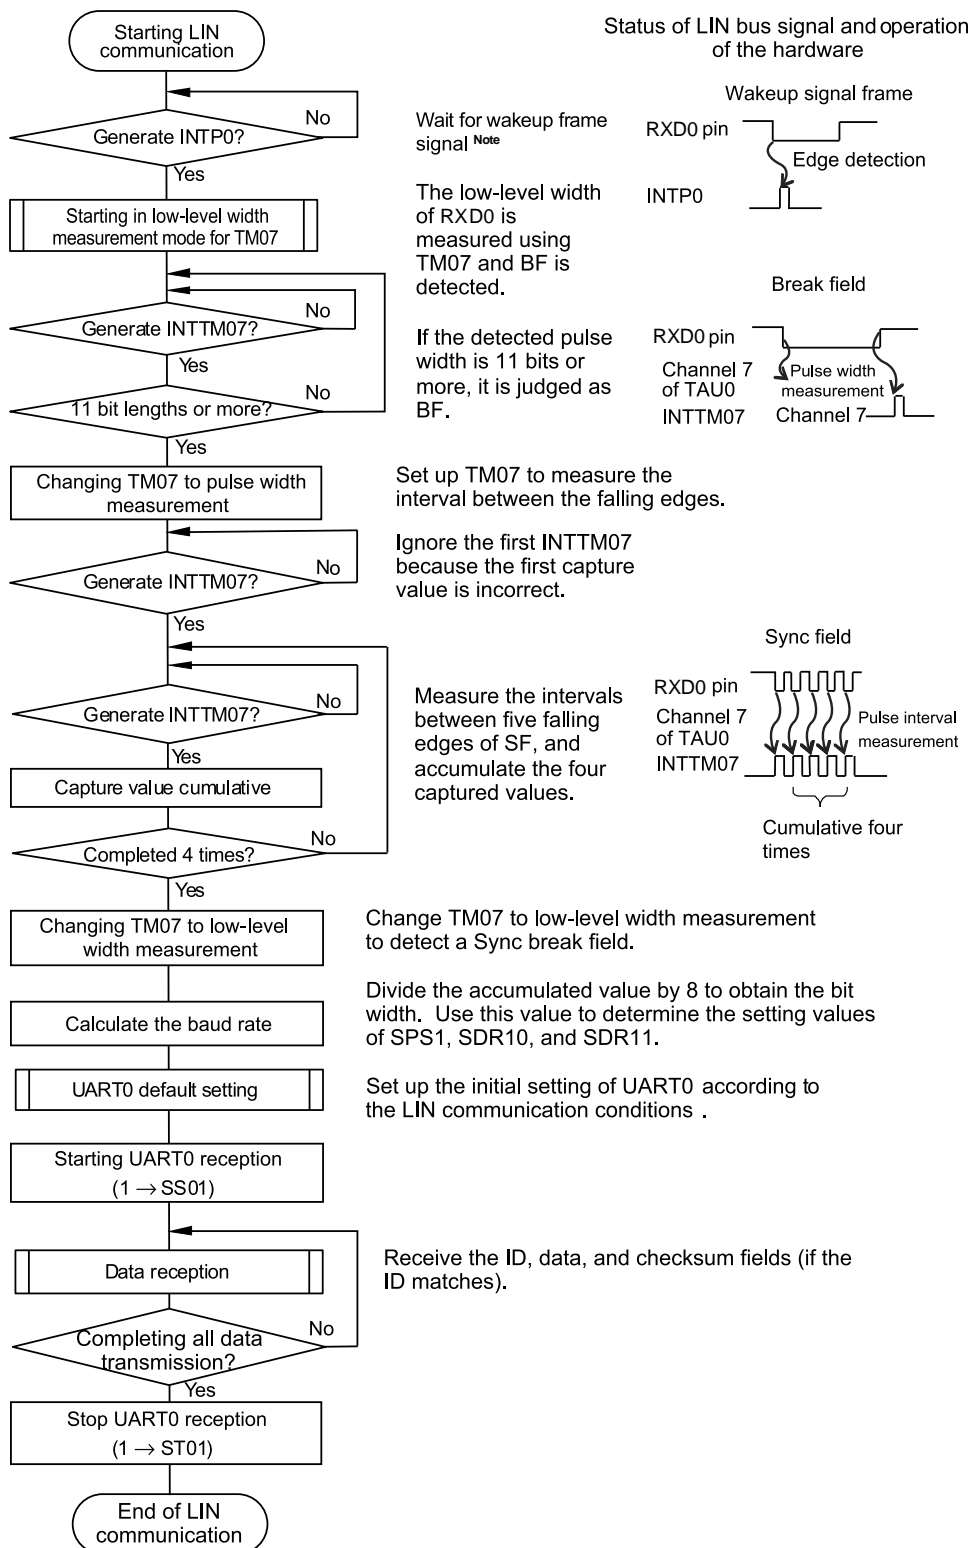 Starting LIN
communication
Status of LIN bus signal and operation
of the hardware
No
Generate INTP0?
Yes
Wait for wakeup frame
signal Note
Wakeup signal frame
RXD0 pin
Edge detection
INTP0
Starting in low-level width
measurement mode for TM07
The low-level width
of RXD0 is
measured using
TM07 and BF is
detected.
No
Generate INTTM07?
Yes
If the detected pulse
width is 11 bits or
more, it is judged as
BF.
Break field
RXD0 pin
Channel 7
of TAU0
Pulse width
measurement
INTTM07
Channel 7
No
11 bit lengths or more?
Yes
Changing TM07 to pulse width
measurement
Set up TM07 to measure the
interval between the falling edges.
No
Generate INTTM07?
Yes
Ignore the first INTTM07
because the first capture
value is incorrect.
No
Generate INTTM07?
Yes
Measure the intervals
between five falling
edges of SF, and
accumulate the four
captured values.
Sync field
RXD0 pin
Channel 7
of TAU0
Pulse interval
measurement
INTTM07
Cumulative four
times
Capture value cumulative
No
Completed 4 times?
Yes
Changing TM07 to low-level
width measurement
Change TM07 to low-level width measurement
to detect a Sync break field.
Calculate the baud rate
Divide the accumulated value by 8 to obtain the bit
width. Use this value to determine the setting values
of SPS1, SDR10, and SDR11.
UART0 default setting
Set up the initial setting of UART0 according to
the LIN communication conditions .
Starting UART0 reception
(1 → SS01)
Data reception
Receive the ID, data, and checksum fields (if the
ID matches).
No
Completing all data
transmission?
Yes
Stop UART0 reception
(1 → ST01)
End of LIN
communication